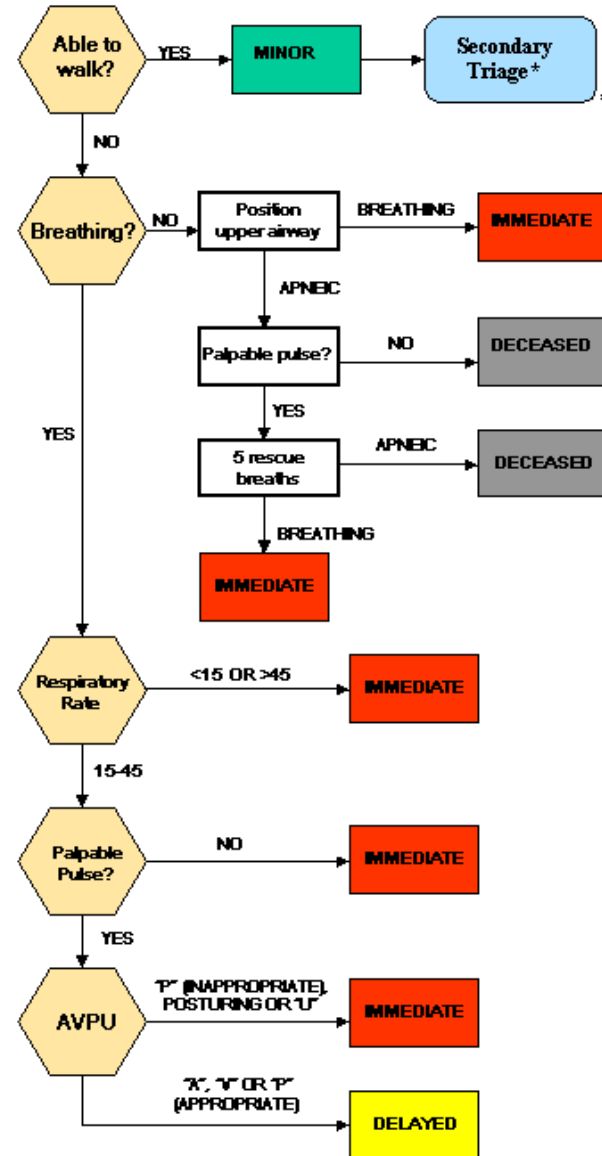 Able to
walk?
YES
MINOR
Secondary
Triage*
NO
Breathing?
NO
Position
upper airway
BREATHING
IMMEDIATE
APNEIC
Palpable pulse?
NO
DECEASED
YES
YES
5 rescue
breaths
APNEIC
DECEASED
BREATHING
IMMEDIATE
Respiratory
Rate
<15 OR >45
IMMEDIATE
15-45
Palpable
Pulse?
NO
IMMEDIATE
YES
AVPU
"P" (INAPPROPRIATE),
POSTURING OR "U"
IMMEDIATE
"A", "V" OR "P"
(APPROPRIATE)
DELAYED